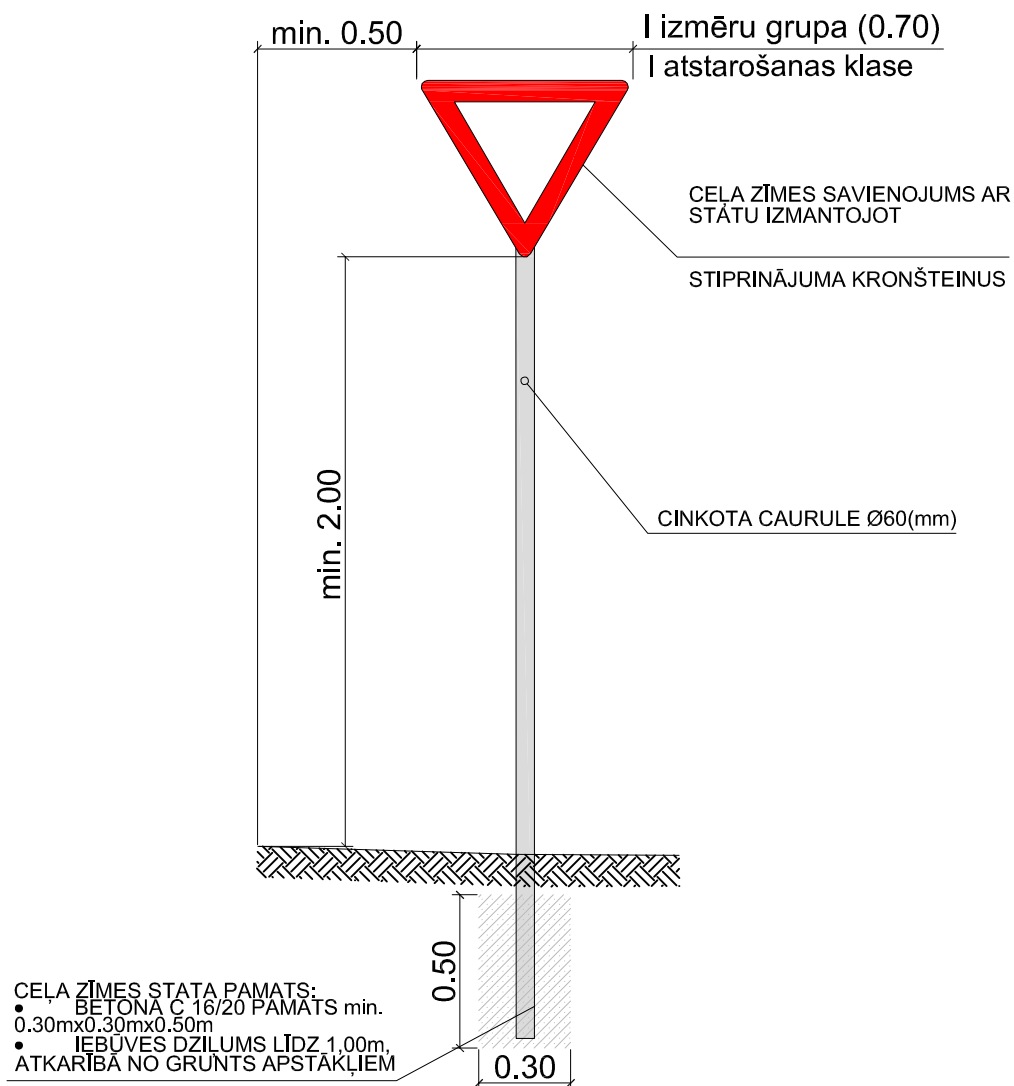 min. 0.50
I izmēru grupa (0.70)
I atstarošanas klase
CEĻA ZĪMES SAVIENOJUMS AR
STATU IZMANTOJOT
STIPRINĀJUMA KRONŠTEINUS
min. 2.00
CINKOTA CAURULE Ø60(mm)
0.50
CEĻA ZĪMES STATA PAMATS:
• BETONA C 16/20 PAMATS min.
0.30mx0.30mx0.50m
• IEBŪVES DZIĻUMS LĪDZ 1,00m,
ATKARĪBĀ NO GRUNTS APSTĀKĻIEM
0.30